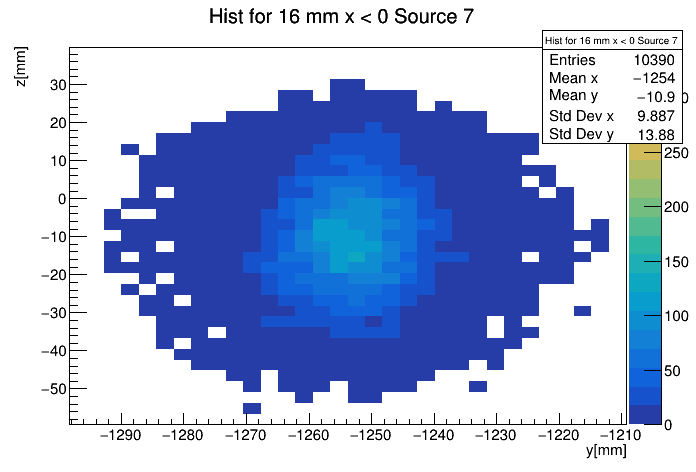 Hist for 16 mm x < 0 Source 7
z[mm]
Hist for 16 mm x < 0 Source 7
Entries 10390
Mean x −1254
Mean y −10.9
Std Dev x 9.887
Std Dev y 13.88
30
20
10
0
−10
−20
−30
−40
−50
250
200
150
100
50
0
−1290 −1280 −1270 −1260 −1250 −1240 −1230 −1220 −1210
y[mm]